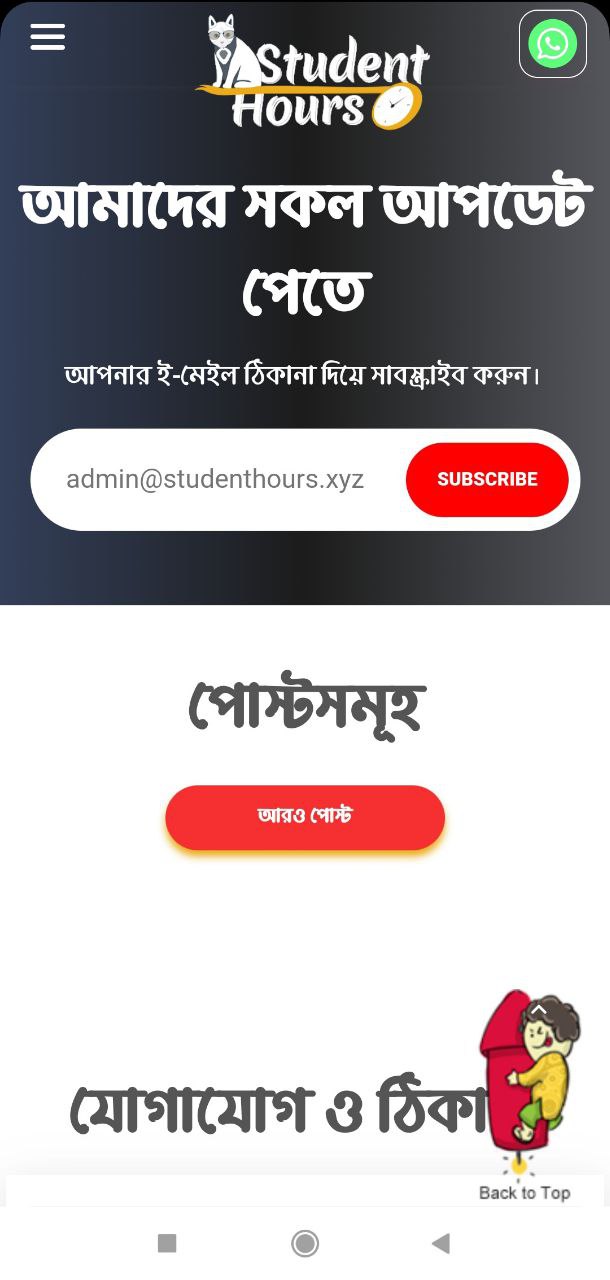 Student
Hours
আমাদের সকল আপডেট
পেতে
আপনার ই-মেইল ঠিকানা দিয়ে সাবস্ক্রাইব করুন।
admin@studenthours.xyz
SUBSCRIBE
পোস্টসমূহ
আরও পোস্ট
যোগাযোগ ও ঠিকা
Back to Top